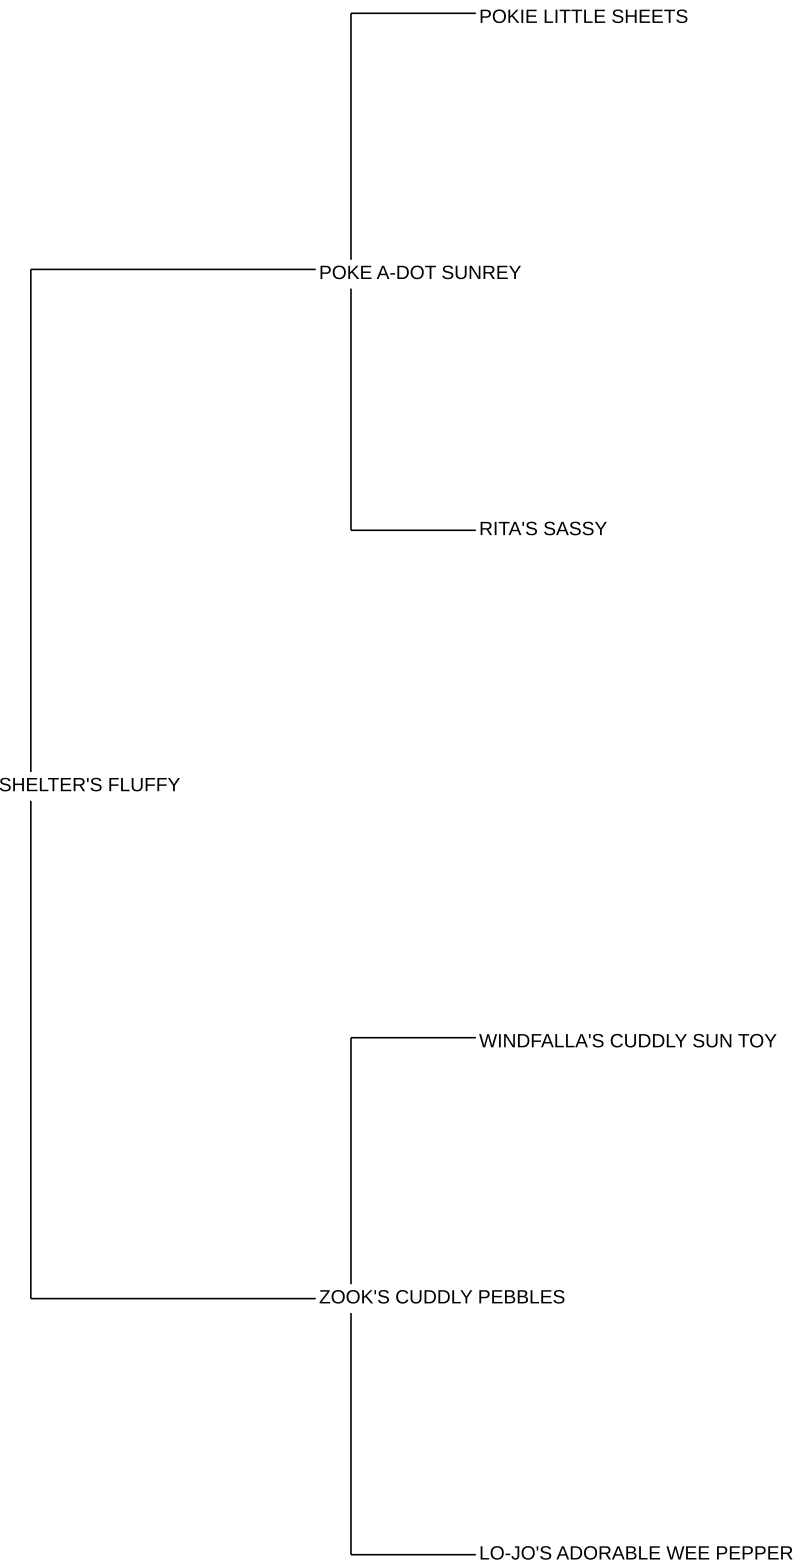 POKIE LITTLE SHEETS
POKE A-DOT SUNREY
RITA'S SASSY
SHELTER'S FLUFFY
WINDFALLA'S CUDDLY SUN TOY
ZOOK'S CUDDLY PEBBLES
LO-JO'S ADORABLE WEE PEPPER